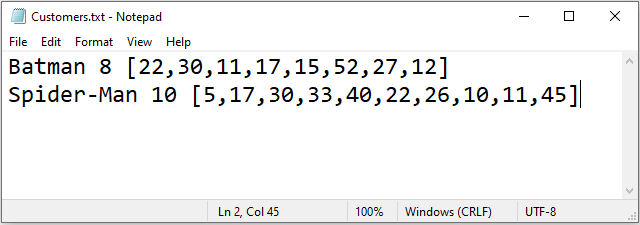 Customers.txt - Notepad
File Edit Format View Help
Batman 8 [22,30,11,17,15,52,27,12]
Spider-Man 10 [5,17,30,33,40,22,26,10,11,45]
Ln 2, Col 45 100% Windows (CRLF) UTF-8